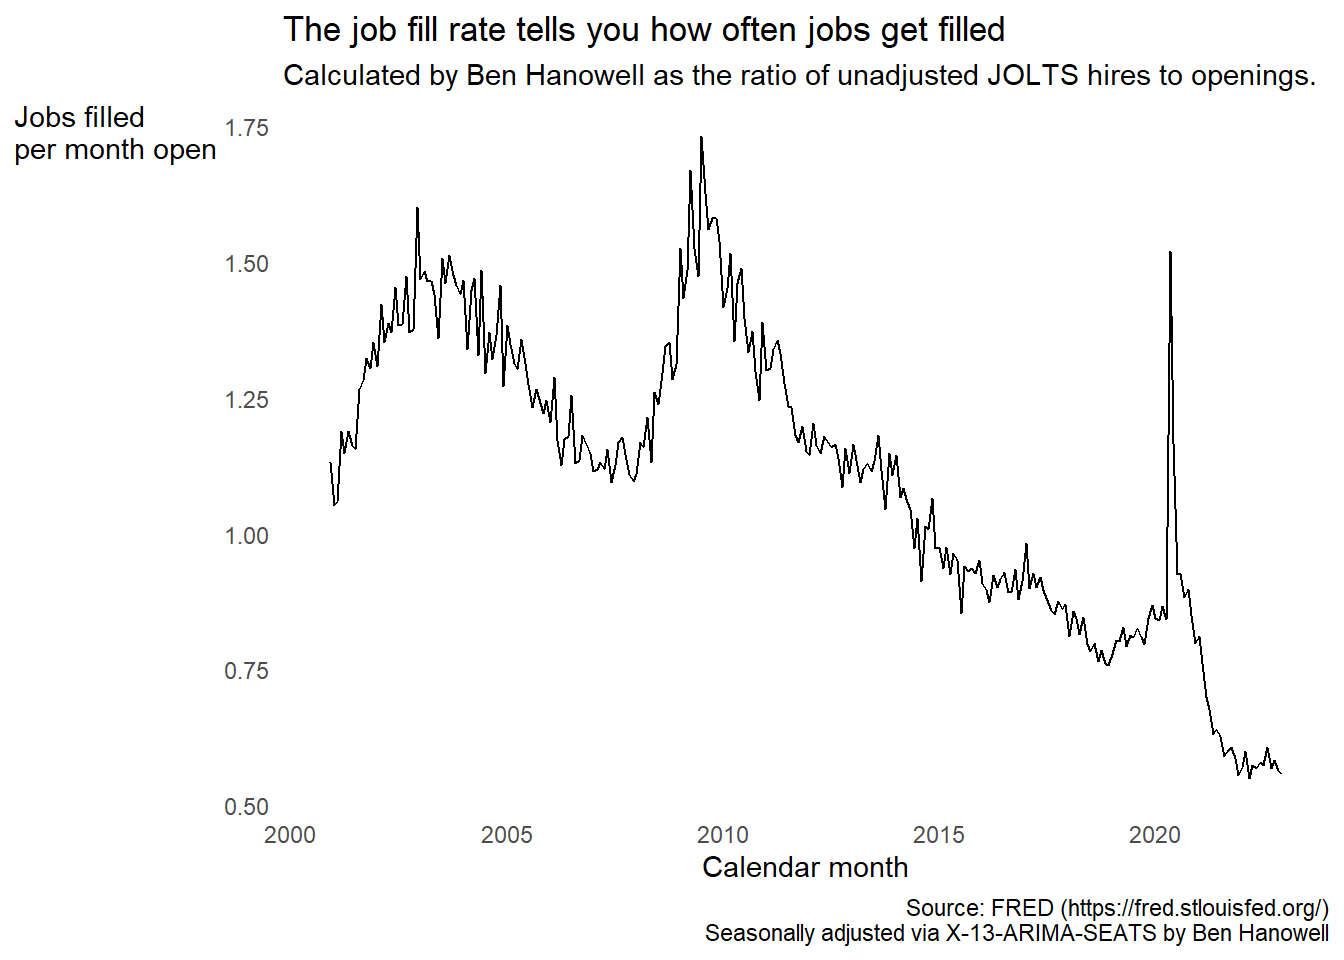 The job fill rate tells you how often jobs get filled
Calculated by Ben Hanowell as the ratio of unadjusted JOLTS hires to openings.
Jobs filled
per month open
1.75
1.50
1.25
1.00
0.75
0.50
2000
2005
2010
2015
2020
Calendar month
Source: FRED (https://fred.stlouisfed.org/)
Seasonally adjusted via X-13-ARIMA-SEATS by Ben Hanowell